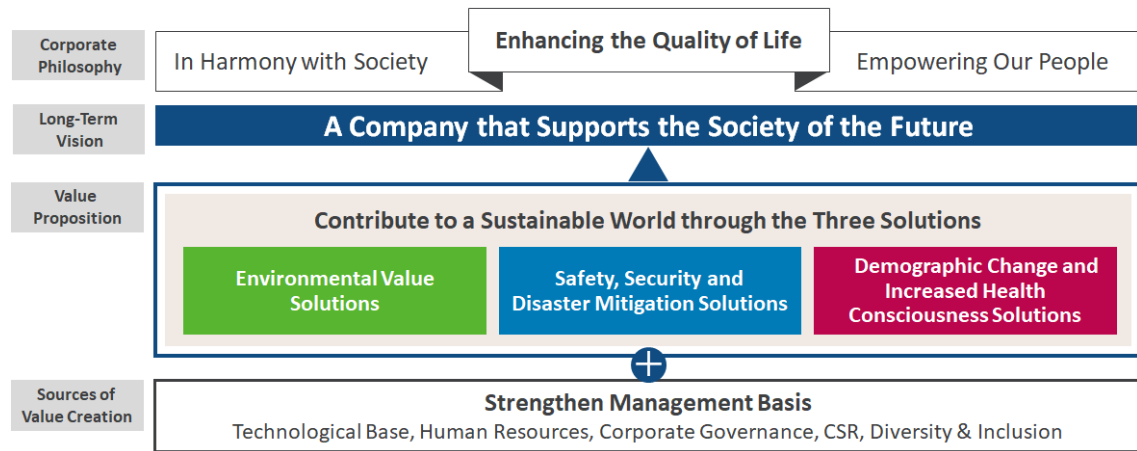 Corporate
Philosophy
In Harmony with Society
Enhancing the Quality of Life
Empowering Our People
Long-Term
Vision
A Company that Supports the Society of the Future
Value
Proposition
Contribute to a Sustainable World through the Three Solutions
Environmental Value
Solutions
Safety, Security and
Disaster Mitigation Solutions
Demographic Change and
Increased Health
Consciousness Solutions
Sources of
Value Creation
Strengthen Management Basis
Technological Base, Human Resources, Corporate Governance, CSR, Diversity & Inclusion